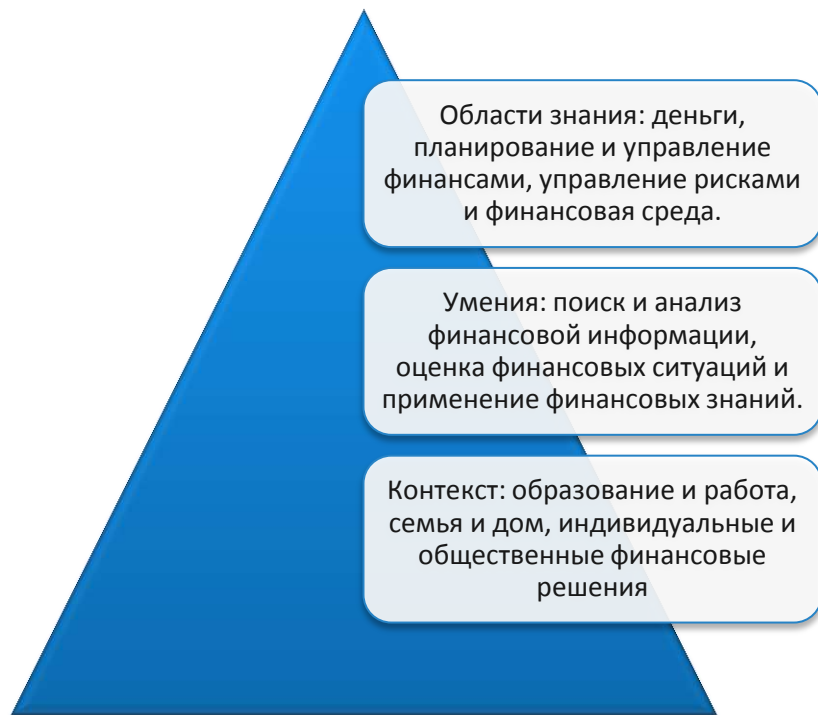 Области знания: деньги,
планирование и управление
финансами, управление рисками
и финансовая среда.
Умения: поиск и анализ
финансовой информации,
оценка финансовых ситуаций и
применение финансовых знаний.
Контекст: образование и работа,
семья и дом, индивидуальные и
общественные финансовые
решения